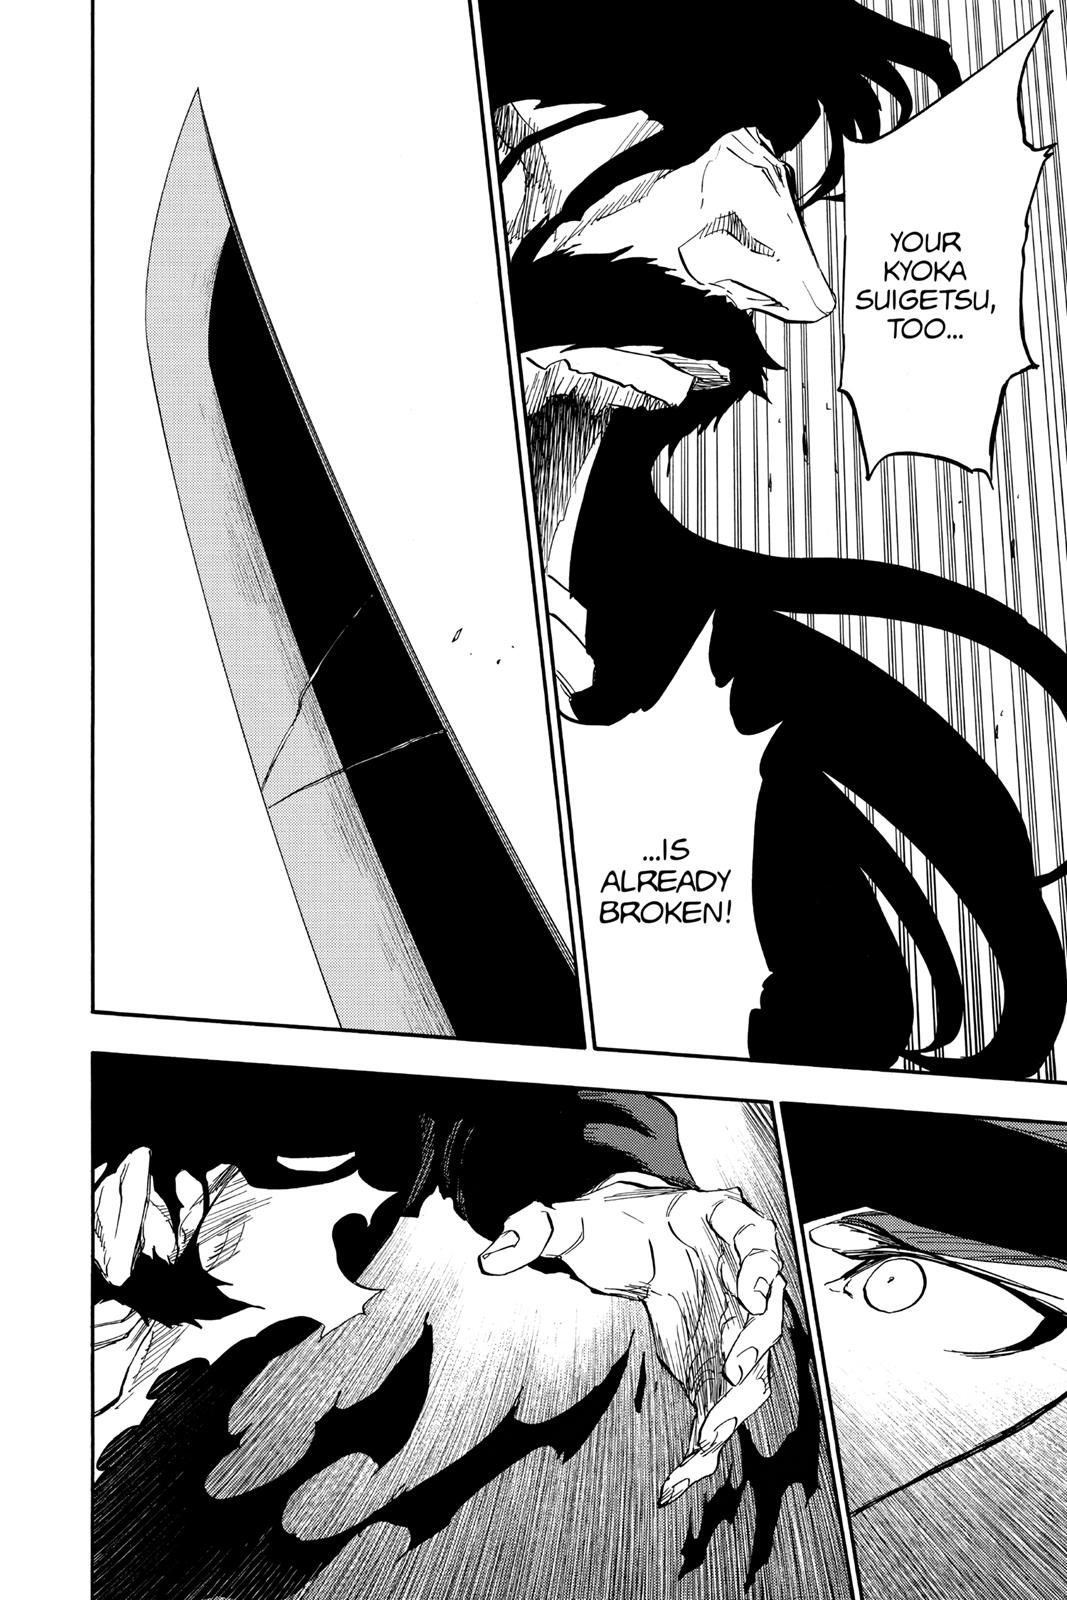 YOUR
KYOKA
SUIGETSU,
TOO...
...IS
ALREADY
BROKEN!